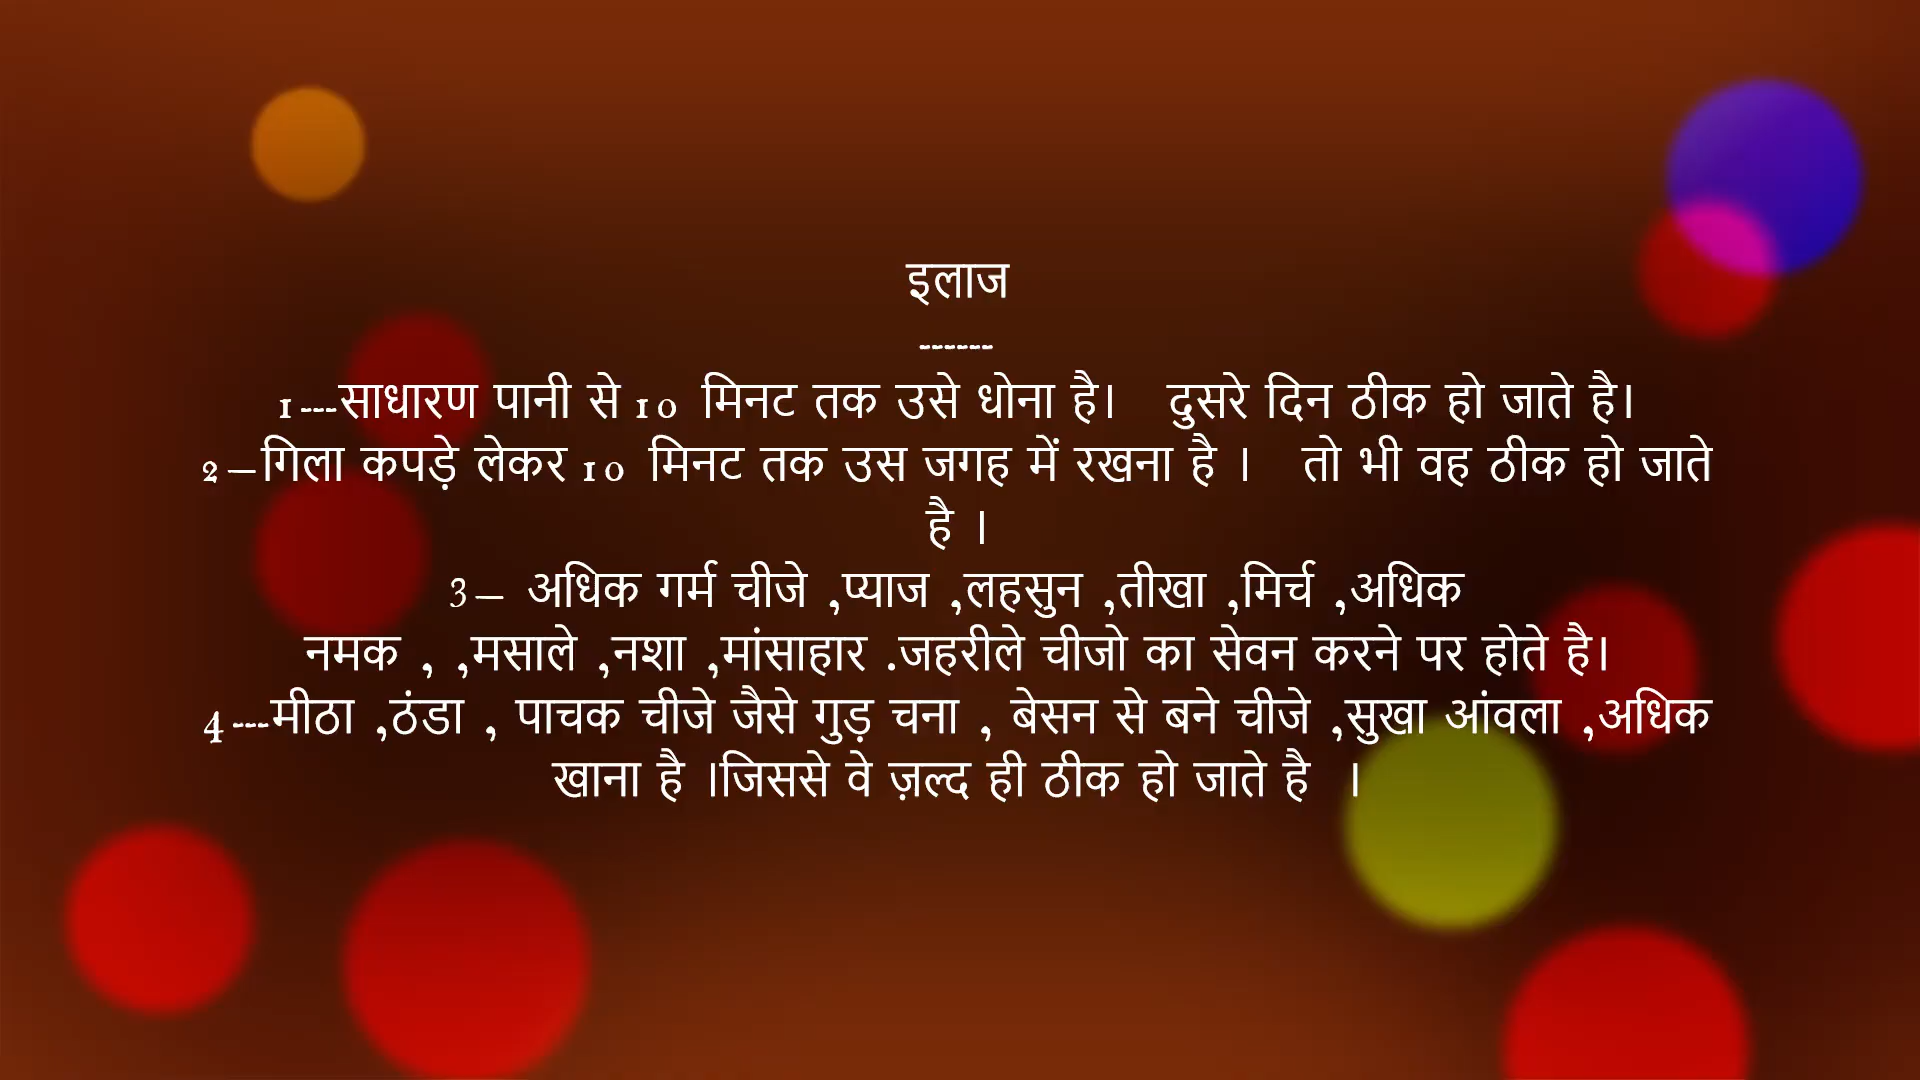 इलाज
------
1---साधारण पानी से 10 मिनट तक उसे धोना है। दुसरे दिन ठीक हो जाते है।
2–गिला कपड़े लेकर 10 मिनट तक उस जगह में रखना है । तो भी वह ठीक हो जाते
है ।
3– अधिक गर्म चीजे ,प्याज ,लहसुन ,तीखा ,मिर्च ,अधिक
नमक , ,मसाले ,नशा ,मांसाहार .जहरीले चीजो का सेवन करने पर होते है।
4---मीठा ,ठंडा , पाचक चीजे जैसे गुड़ चना , बेसन से बने चीजे ,सुखा आंवला ,अधिक
खाना है ।जिससे वे ज़ल्द ही ठीक हो जाते है ।